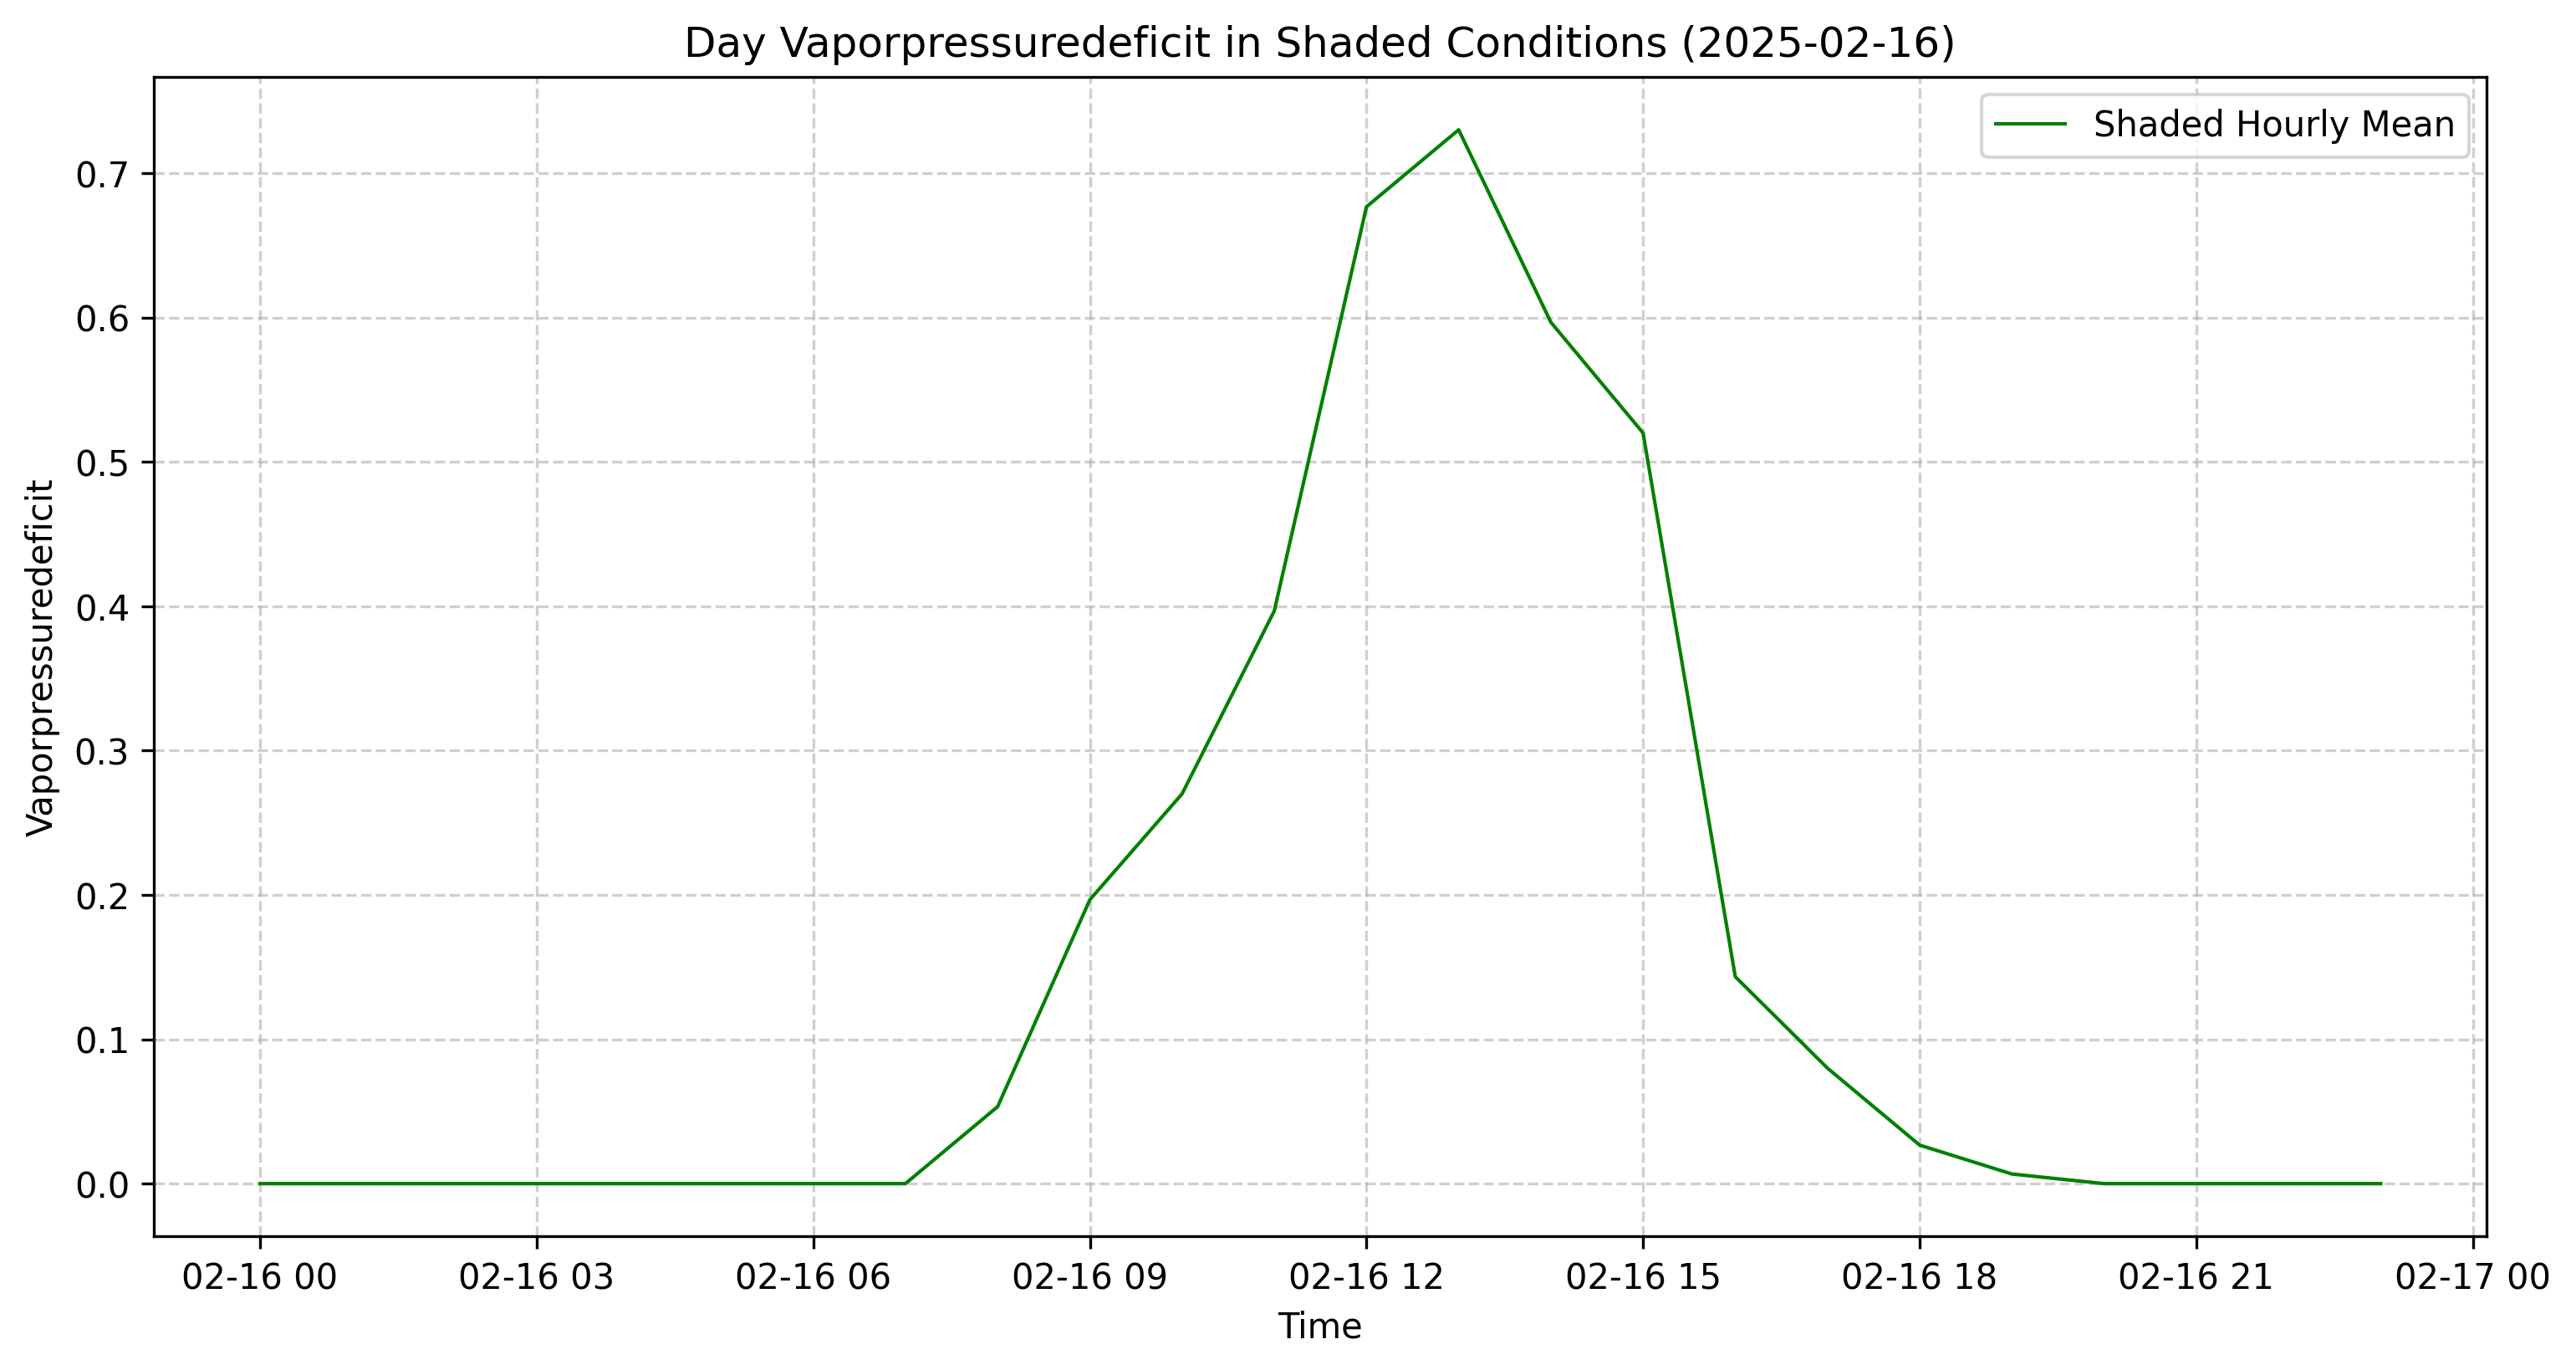 Day Vaporpressuredeficit in Shaded Conditions (2025-02-16)
Shaded Hourly Mean
Vaporpressuredeficit
0.7
0.6
0.5
0.4
0.3
0.2
0.1
0.0
02-16 00 02-16 03 02-16 06 02-16 09 02-16 12 02-16 15 02-16 18 02-16 21 02-17 00
Time